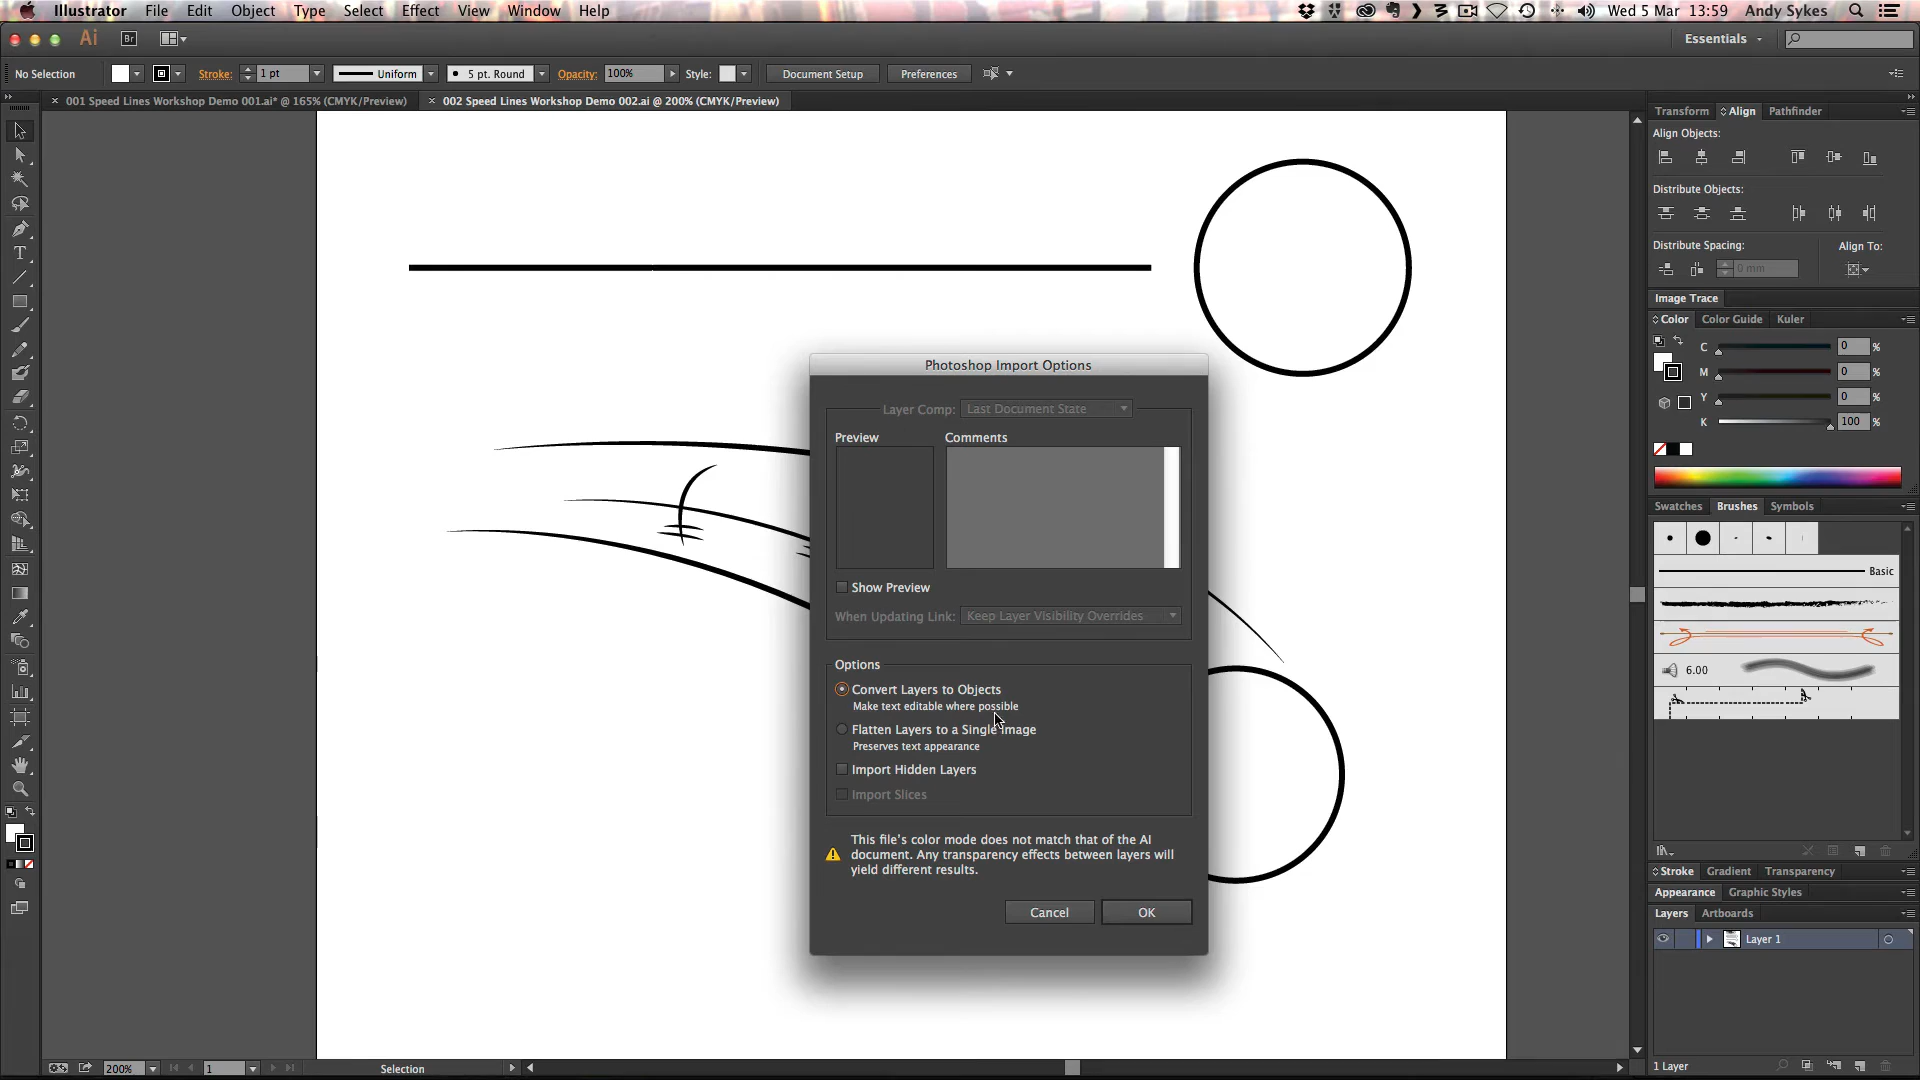 Illustrator File Edit Object Type Select Effect View Window Help
Wed 5 Mar 13:59 Andy Sykes
Ai Br
Essentials
No Selection Stroke: 1 pt Uniform 5 pt. Round Opacity: 100% Style: Document Setup Preferences
001 Speed Lines Workshop Demo 001.ai* @ 165% (CMYK/Preview)
002 Speed Lines Workshop Demo 002.ai @ 200% (CMYK/Preview)
Transform Align Pathfinder
Align Objects:
Distribute Objects:
Distribute Spacing: Align To:
0 mm
Image Trace
Color Color Guide Kuler
C 0 %
M 0 %
Y 0 %
K 100 %
Swatches Brushes Symbols
Basic
6.00
Photoshop Import Options
Layer Comp: Last Document State
Preview Comments
Show Preview
When Updating Link: Keep Layer Visibility Overrides
Options
Convert Layers to Objects
Make text editable where possible
Flatten Layers to a Single Image
Preserves text appearance
Import Hidden Layers
Import Slices
This file's color mode does not match that of the AI
document. Any transparency effects between layers will
yield different results.
Cancel OK
Stroke Gradient Transparency
Appearance Graphic Styles
Layers Artboards
Layer 1
1 Layer
200% 1 Selection